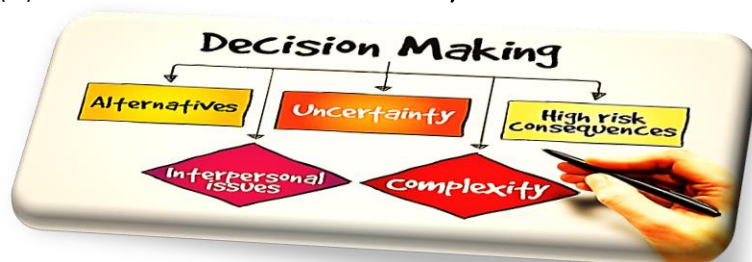 Decision Making
Alternatives
Uncertainty
High risk
consequences
Interpersonal
issues
Complexity